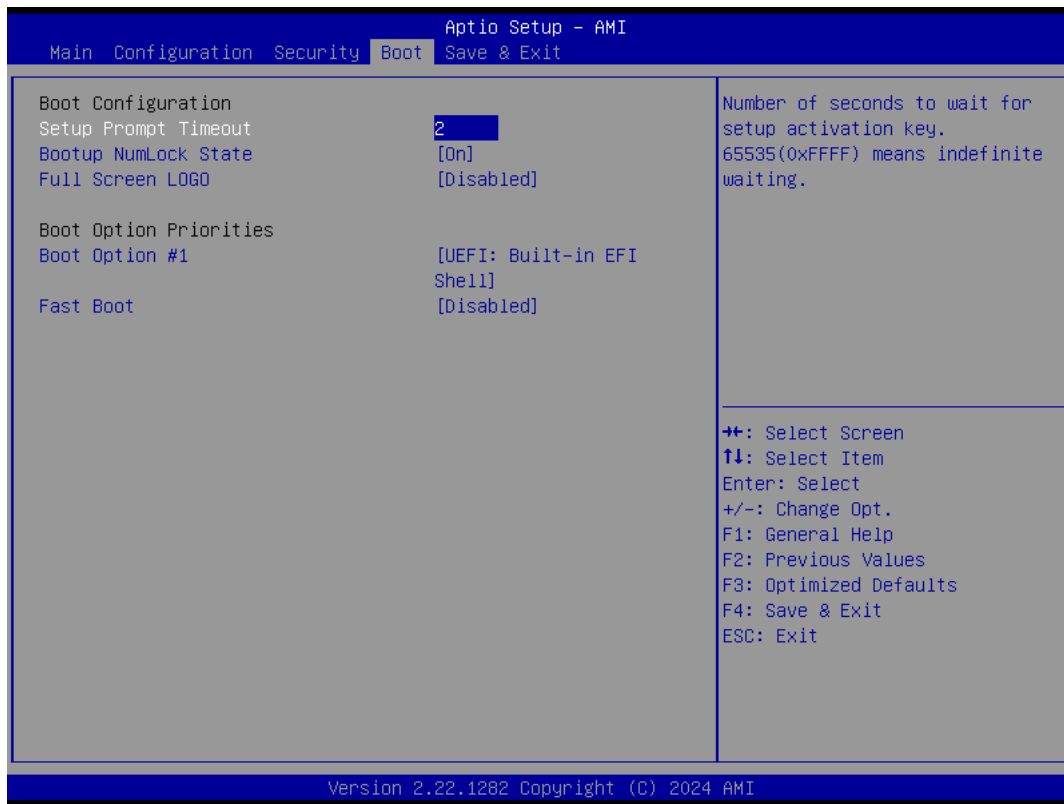 Aptio Setup - AMI
Main Configuration Security Boot Save & Exit
Boot Configuration
Setup Prompt Timeout 2
Bootup NumLock State [On]
Full Screen LOGO [Disabled]
Boot Option Priorities
Boot Option #1 [UEFI: Built-in EFI
Shell]
Fast Boot [Disabled]
Number of seconds to wait for
setup activation key.
65535(0xFFFF) means indefinite
waiting.
→←: Select Screen
↑↓: Select Item
Enter: Select
+/-: Change Opt.
F1: General Help
F2: Previous Values
F3: Optimized Defaults
F4: Save & Exit
ESC: Exit
Version 2.22.1282 Copyright (C) 2024 AMI